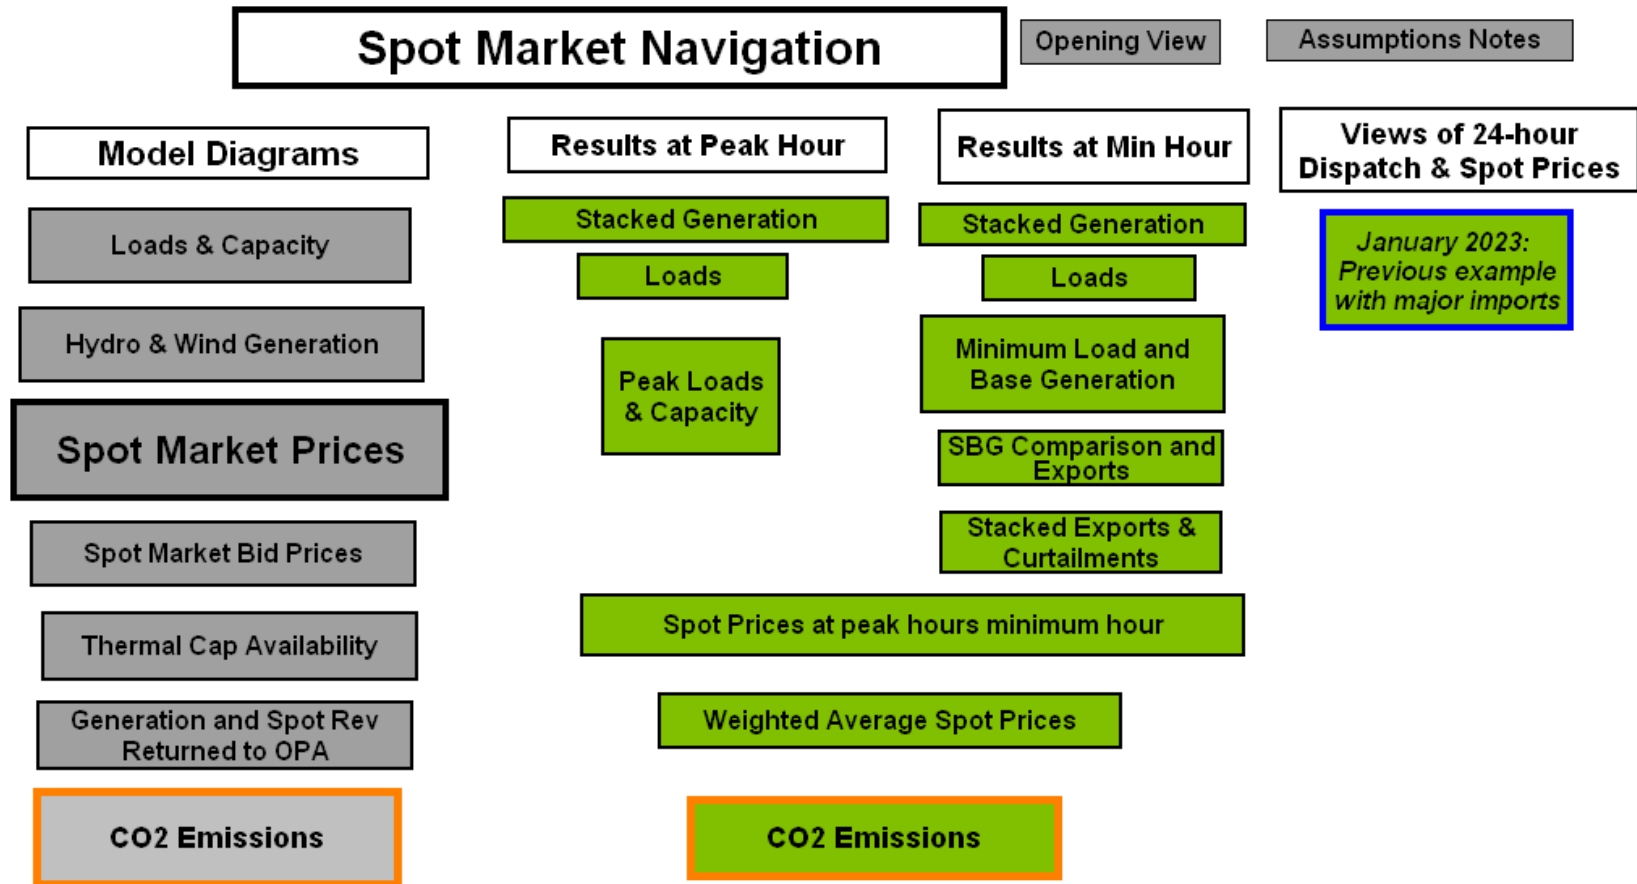 Spot Market Navigation
Opening View
Assumptions Notes
Model Diagrams
Loads & Capacity
Hydro & Wind Generation
Spot Market Prices
Spot Market Bid Prices
Thermal Cap Availability
Generation and Spot Rev
Returned to OPA
CO2 Emissions
Results at Peak Hour
Stacked Generation
Loads
Peak Loads
& Capacity
Results at Min Hour
Stacked Generation
Loads
Minimum Load and
Base Generation
SBG Comparison and
Exports
Stacked Exports &
Curtailments
Spot Prices at peak hours minimum hour
Weighted Average Spot Prices
CO2 Emissions
Views of 24-hour
Dispatch & Spot Prices
January 2023:
Previous example
with major imports